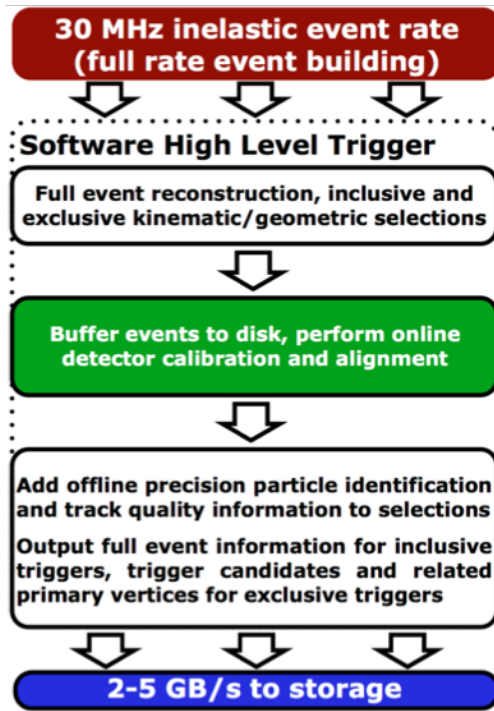 30 MHz inelastic event rate
(full rate event building)
Software High Level Trigger
Full event reconstruction, inclusive and
exclusive kinematic/geometric selections
Buffer events to disk, perform online
detector calibration and alignment
Add offline precision particle identification
and track quality information to selections
Output full event information for inclusive
triggers, trigger candidates and related
primary vertices for exclusive triggers
2-5 GB/s to storage